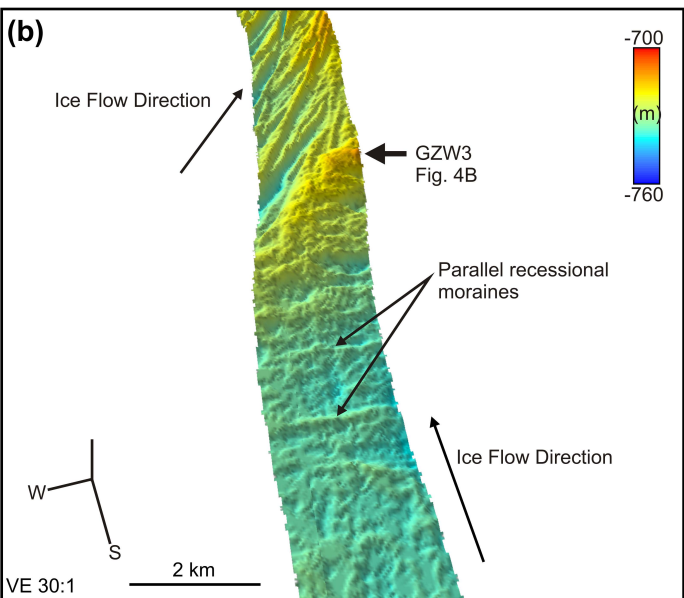 (b)
-700
(m)
-760
Ice Flow Direction
GZW3
Fig. 4B
Parallel recessional
moraines
Ice Flow Direction
W
S
2 km
VE 30:1